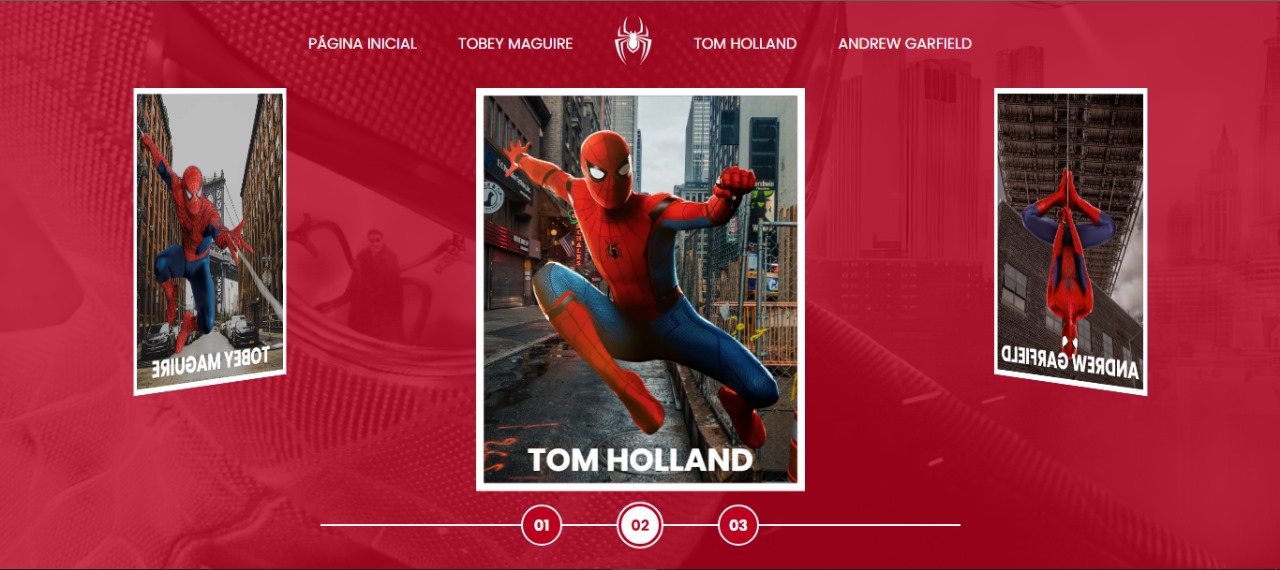 PÁGINA INICIAL TOBEY MAGUIRE TOM HOLLAND ANDREW GARFIELD
TOBEY MAGUIRE
TOM HOLLAND
ANDREW GARFIELD
01 02 03